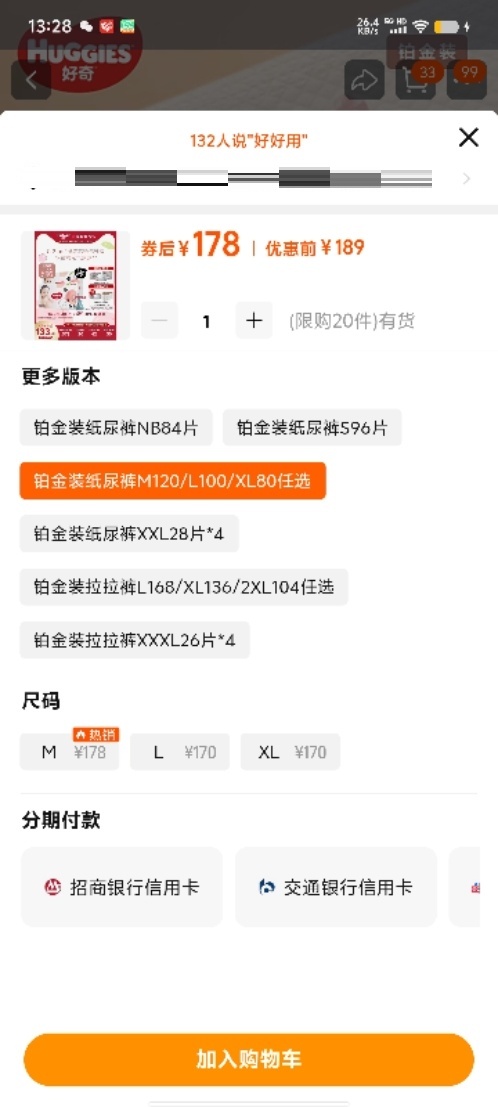 13:28
26.4 KB/s 5G HD
HUGGIES
好奇
铂金装
33
99
132人说"好好用"
133
券后¥178 | 优惠前¥189
1
(限购20件)有货
更多版本
铂金装纸尿裤NB84片
铂金装纸尿裤S96片
铂金装纸尿裤M120/L100/XL80任选
铂金装纸尿裤XXL28片*4
铂金装拉拉裤L168/XL136/2XL104任选
铂金装拉拉裤XXXL26片*4
尺码
热销
M ¥178
L ¥170
XL ¥170
分期付款
招商银行信用卡
交通银行信用卡
加入购物车